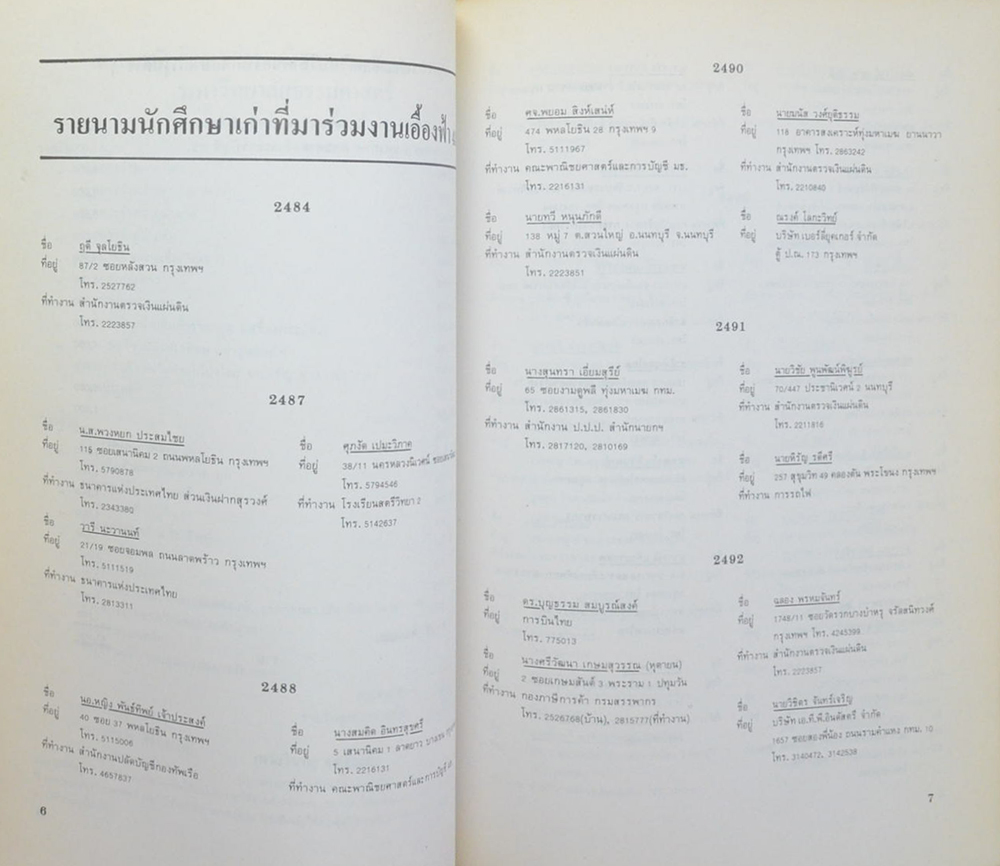 รายนามนักศึกษาเก่าที่มาร่วมงานเอื้องฟ้า
2484
ชื่อ ฤดี จุลโยธิน
ที่อยู่ 87/2 ซอยหลังสวน กรุงเทพฯ
โทร. 2527762
ที่ทำงาน สำนักงานตรวจเงินแผ่นดิน
โทร. 2223857
2487
ชื่อ น.ส.พวงหยก ประสมไชย
ที่อยู่ 115 ซอยเสนานิคม 2 ถนนพหลโยธิน กรุงเทพฯ
โทร. 5790878
ที่ทำงาน ธนาคารแห่งประเทศไทย ส่วนเงินฝากสุรวงศ์
โทร. 2343380
ชื่อ วารี นะวานนท์
ที่อยู่ 21/19 ซอยจอมพล ถนนลาดพร้าว กรุงเทพฯ
โทร. 5111519
ที่ทำงาน ธนาคารแห่งประเทศไทย
โทร. 2813311
ชื่อ ศุภงัด เปมะวิภาค
ที่อยู่ 38/11 นครหลวงนิเวศน์
โทร. 5794546
ที่ทำงาน โรงเรียนสตรีวิทยา 2
โทร. 5142637
2488
ชื่อ นอ.หญิง พันธ์ทิพย์ เจ้าประสงค์
ที่อยู่ 40 ซอย 37 พหลโยธิน กรุงเทพฯ
โทร. 5115006
ที่ทำงาน สำนักงานปลัดบัญชีกองทัพเรือ
โทร. 4657837
ชื่อ นางสมคิด อินทรสุขศรี
ที่อยู่ 5 เสนานิคม 1 ลาดยาว บางเขน
โทร. 2216131
ที่ทำงาน คณะพาณิชยศาสตร์และการบัญชี
6
2490
ชื่อ ศจ.พยอม สิงห์เสน่ห์
ที่อยู่ 474 พหลโยธิน 28 กรุงเทพฯ 9
โทร. 5111967
ที่ทำงาน คณะพาณิชยศาสตร์และการบัญชี มธ.
โทร. 2216131
ชื่อ นายทวี หนุนภักดี
ที่อยู่ 138 หมู่ 7 ต.สวนใหญ่ อ.นนทบุรี จ.นนทบุรี
ที่ทำงาน สำนักงานตรวจเงินแผ่นดิน
โทร. 2223851
ชื่อ นายมนัส วงศ์ยุติธรรม
ที่อยู่ 118 อาคารสงเคราะห์ทุ่งมหาเมฆ ยานนาวา
กรุงเทพฯ โทร. 2863242
ที่ทำงาน สำนักงานตรวจเงินแผ่นดิน
โทร. 2210840
ชื่อ ณรงค์ โลกะวิทย์
ที่อยู่ บริษัท เบอร์ลี่ยุคเกอร์ จำกัด
ตู้ ป.ณ. 173 กรุงเทพฯ
2491
ชื่อ นางสุนทรา เอี่ยมสุรีย์
ที่อยู่ 65 ซอยงามดูพลี ทุ่งมหาเมฆ กทม.
โทร. 2861315, 2861830
ที่ทำงาน สำนักงาน ป.ป.ป. สำนักนายกฯ
โทร. 2817120, 2810169
ชื่อ นายวิชัย พูนพัฒน์พิบูรย์
ที่อยู่ 70/447 ประชานิเวศน์ 2 นนทบุรี
ที่ทำงาน สำนักงานตรวจเงินแผ่นดิน
โทร. 2211816
ชื่อ นายหิรัญ รดีศรี
ที่อยู่ 257 สุขุมวิท 49 คลองตัน พระโขนง กรุงเทพฯ
ที่ทำงาน การรถไฟ
2492
ชื่อ ดร.บุญธรรม สมบูรณ์สงค์
ที่อยู่ การบินไทย
โทร. 775013
ชื่อ นางศรีวัฒนา เกษมสุวรรณ (หุตายน)
ที่อยู่ 2 ซอยเกษมสันต์ 3 พระราม 1 ปทุมวัน
ที่ทำงาน กองภาษีการค้า กรมสรรพากร
โทร. 2526768(บ้าน), 2815777(ที่ทำงาน)
ชื่อ ฉลอง พรหมจันทร์
ที่อยู่ 1748/11 ซอยวัดรวกบางบำหรุ จรัลสนิทวงศ์
กรุงเทพฯ โทร. 4245399
ที่ทำงาน สำนักงานตรวจเงินแผ่นดิน
โทร. 2223857
ชื่อ นายวิชิตร จันทร์เจริญ
ที่อยู่ บริษัท เอ.ที.พี.อินดัสตรี จำกัด
1657 ซอยสองพี่น้อง ถนนรามคำแหง กทม. 10
โทร. 3140472, 3142538
7